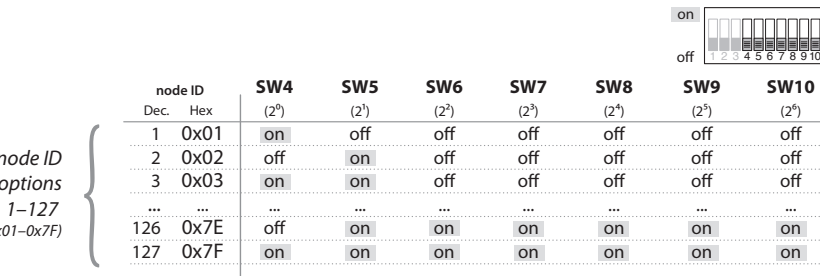 on
off 1 2 3 4 5 6 7 8 9 10
node ID SW4 SW5 SW6 SW7 SW8 SW9 SW10
Dec. Hex (2⁰) (2¹) (2²) (2³) (2⁴) (2⁵) (2⁶)
1 0x01 on off off off off off off
2 0x02 off on off off off off off
3 0x03 on on off off off off off
... ... ... ... ... ... ... ... ...
126 0x7E off on on on on on on
127 0x7F on on on on on on on
node ID
options
1–127
x01–0x7F)